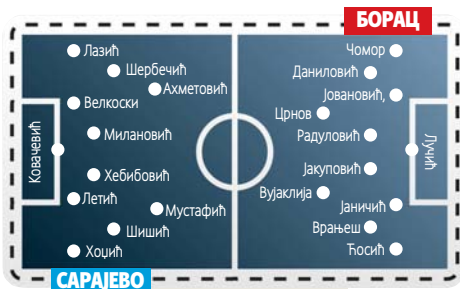 БОРАЦ
Лазић
Шербечић
Ахметовић
Велкоски
Милановић
Ковачевић
Хебибовић
Летић
Мустафић
Шишић
Хоџић
Чомор
Даниловић
Јовановић,
Црнов
Радуловић
Лучић
Јакуповић
Вујаклија
Јаничић
Врањеш
Ћосић
САРАЈЕВО